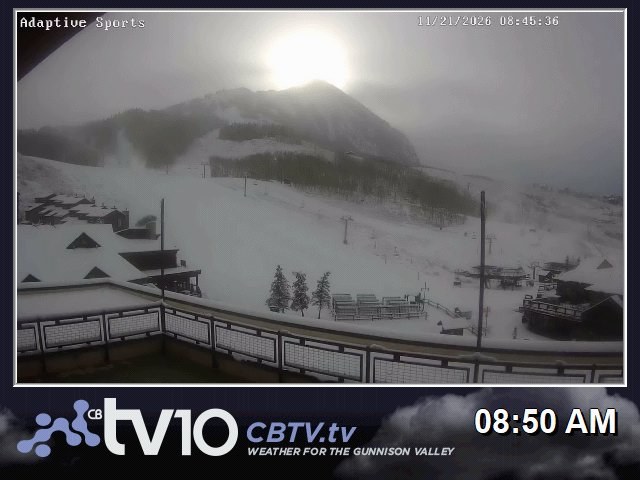 Adaptive Sports
11/21/2026 08:45:36
CB tv10
CBTV.tv
WEATHER FOR THE GUNNISON VALLEY
08:50 AM